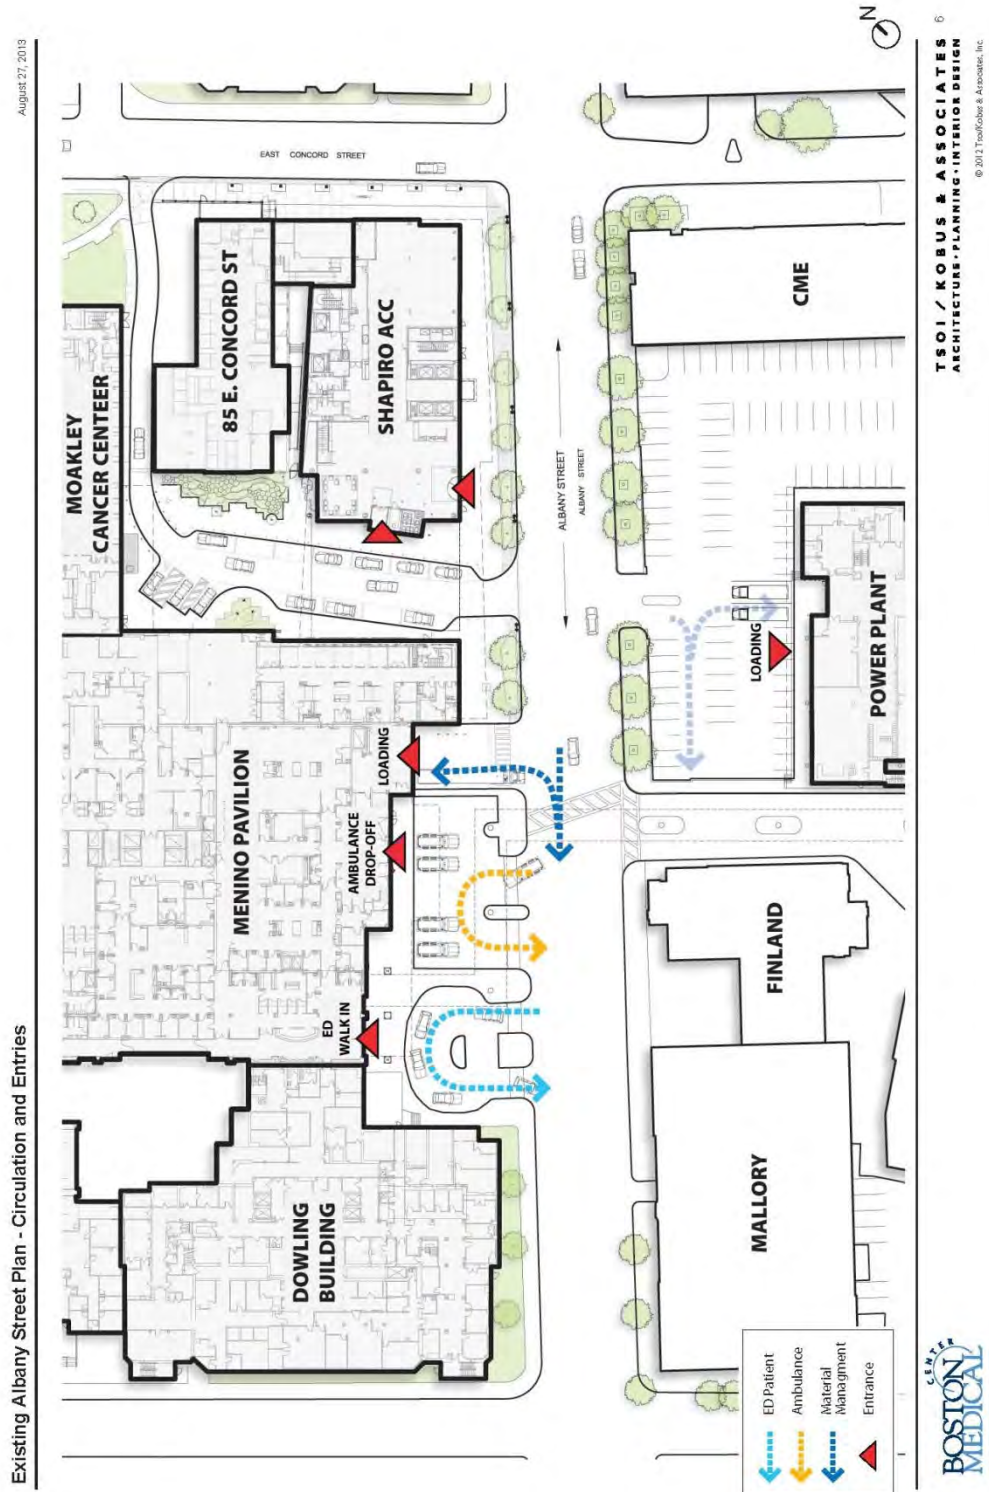 Existing Albany Street Plan - Circulation and Entries
August 27, 2013
MOAKLEY
CANCER CENTEER
85 E. CONCORD ST
EAST CONCORD STREET
SHAPIRO ACC
MENINO PAVILION
LOADING
AMBULANCE
DROP-OFF
ED
WALK IN
DOWLING
BUILDING
ALBANY STREET
ALBANY STREET
CME
LOADING
POWER PLANT
FINLAND
MALLORY
ED Patient
Ambulance
Material
Managment
Entrance
N
BOSTON
MEDICAL
CENTER
TSOI / KOBUS & ASSOCIATES 6
ARCHITECTURE • PLANNING • INTERIOR DESIGN
© 2012 Tsoi/Kobus & Associates, Inc.